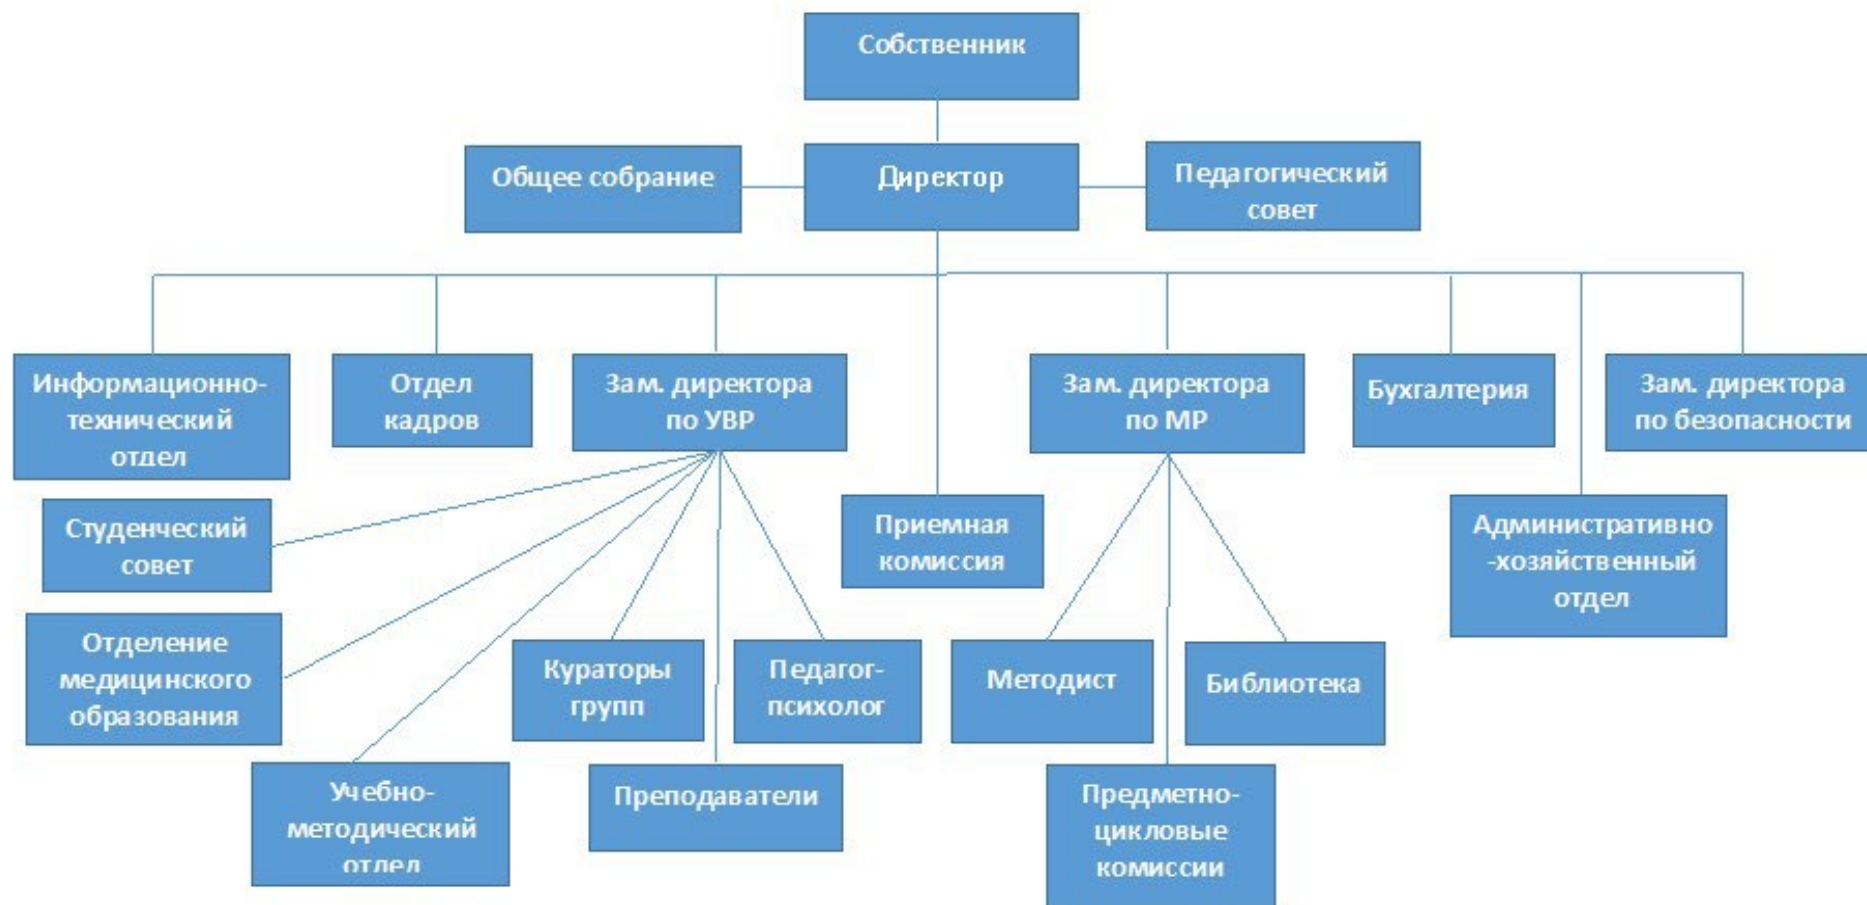 Собственник
Общее собрание
Директор
Педагогический
совет
Информационно-
технический
отдел
Отдел
кадров
Зам. директора
по УВР
Зам. директора
по МР
Бухгалтерия
Зам. директора
по безопасности
Студенческий
совет
Приемная
комиссия
Административно
-хозяйственный
отдел
Отделение
медицинского
образования
Кураторы
групп
Педагог-
психолог
Методист
Библиотека
Учебно-
методический
отдел
Преподаватели
Предметно-
цикловые
комиссии